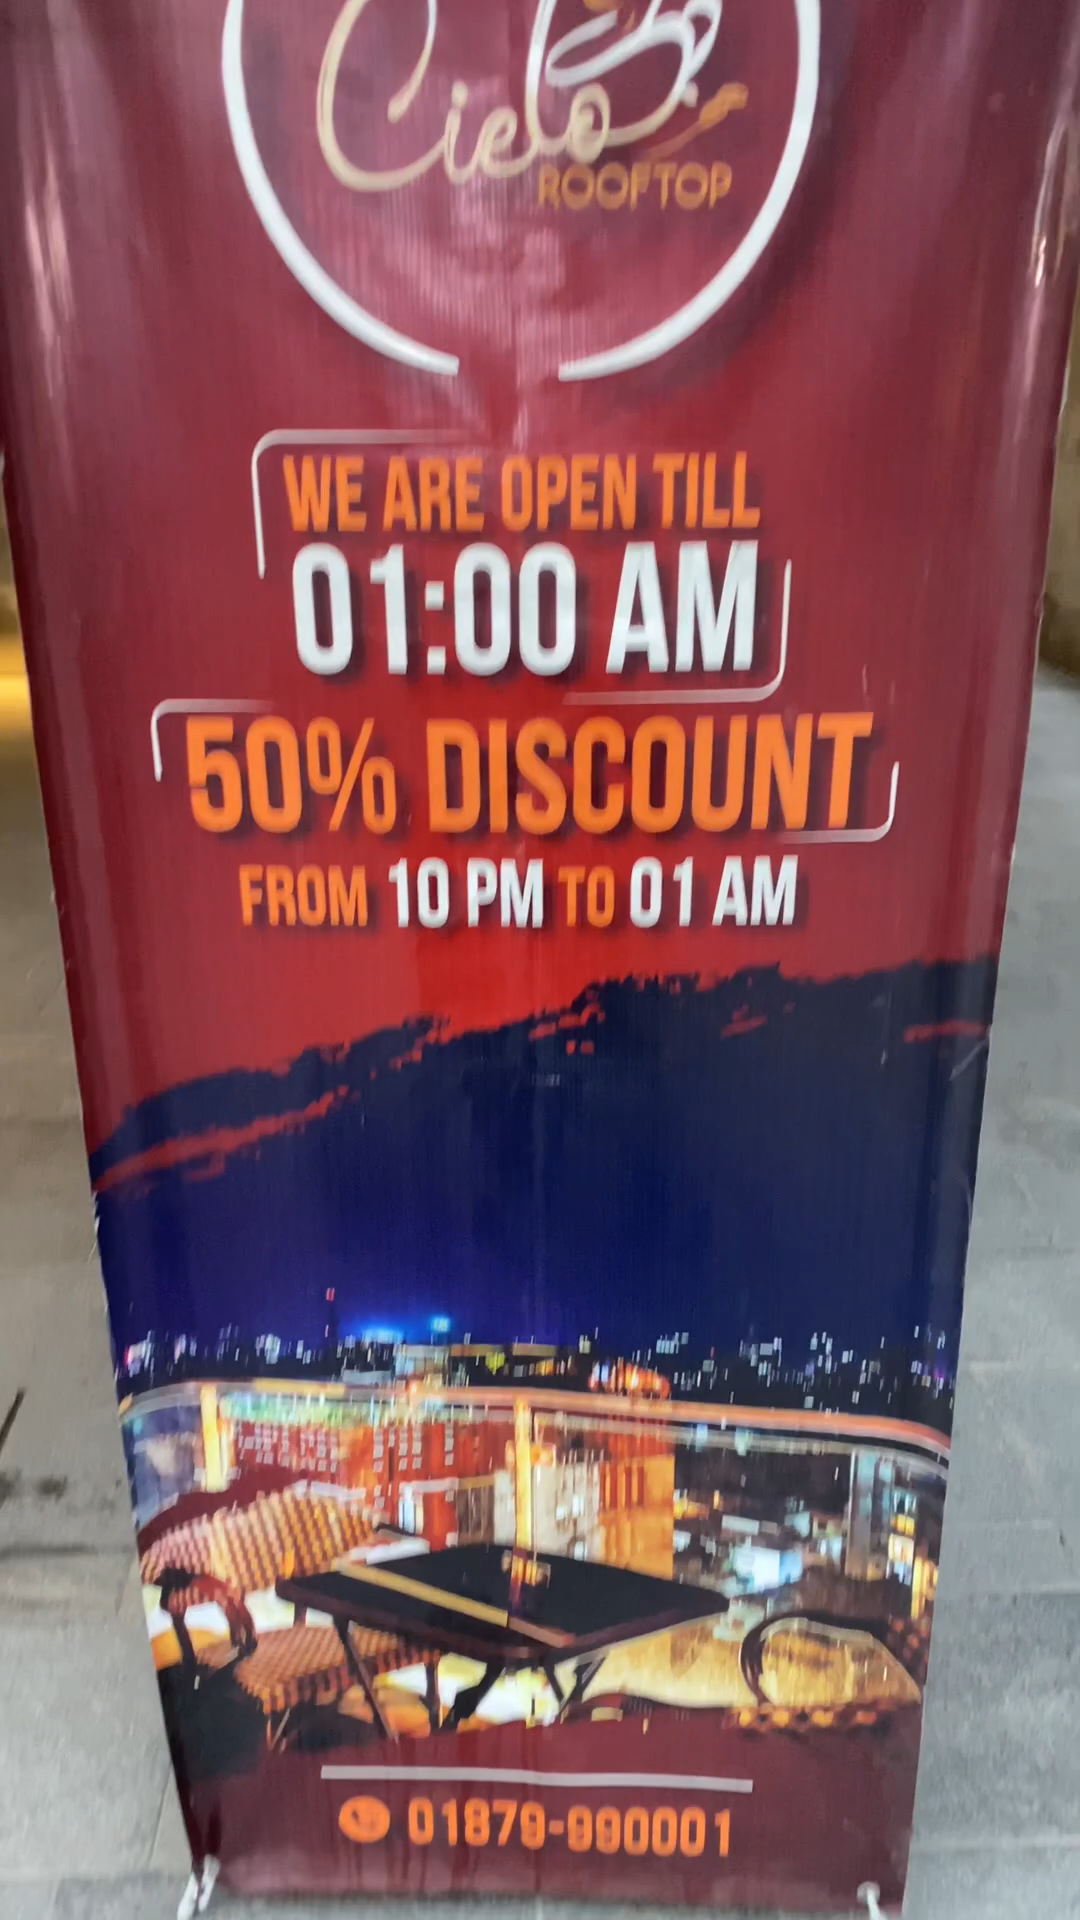 Cielo
ROOFTOP
WE ARE OPEN TILL
01:00 AM
50% DISCOUNT
FROM 10 PM TO 01 AM
01879-990001